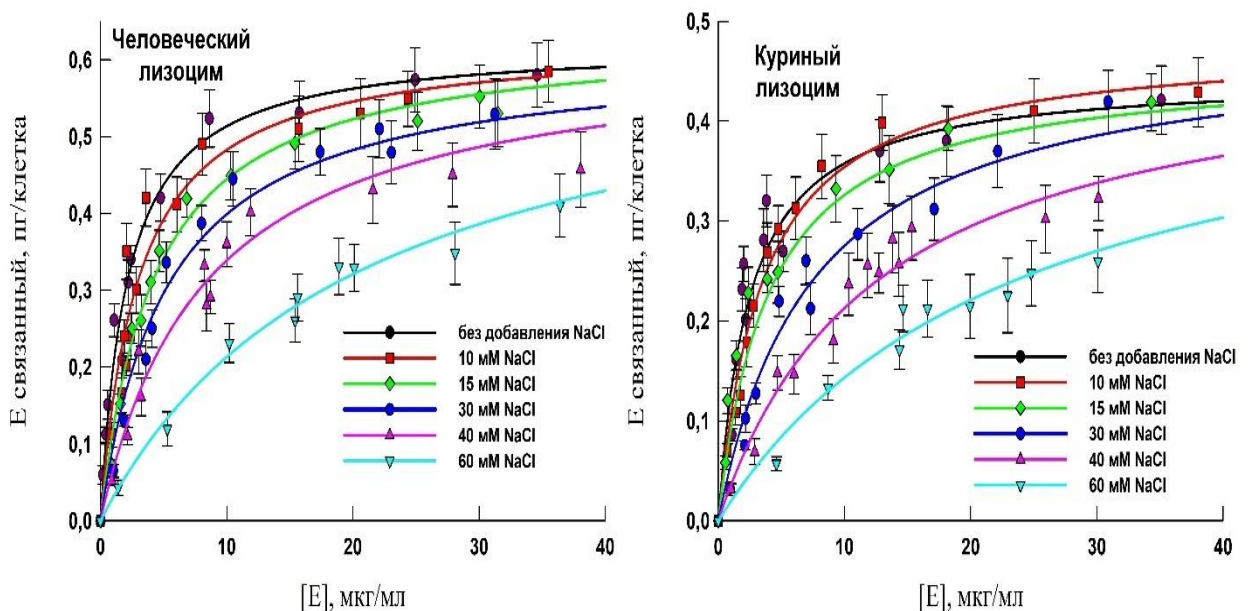 Человеческий
лизоцим
E связанный, пг/клетка
0,6
0,5
0,4
0,3
0,2
0,1
0,0
0
10
20
30
40
[E], мкг/мл
без добавления NaCl
10 мМ NaCl
15 мМ NaCl
30 мМ NaCl
40 мМ NaCl
60 мМ NaCl
Куриный
лизоцим
E связанный, пг/клетка
0,5
0,4
0,3
0,2
0,1
0,0
0
10
20
30
40
[E], мкг/мл
без добавления NaCl
10 мМ NaCl
15 мМ NaCl
30 мМ NaCl
40 мМ NaCl
60 мМ NaCl